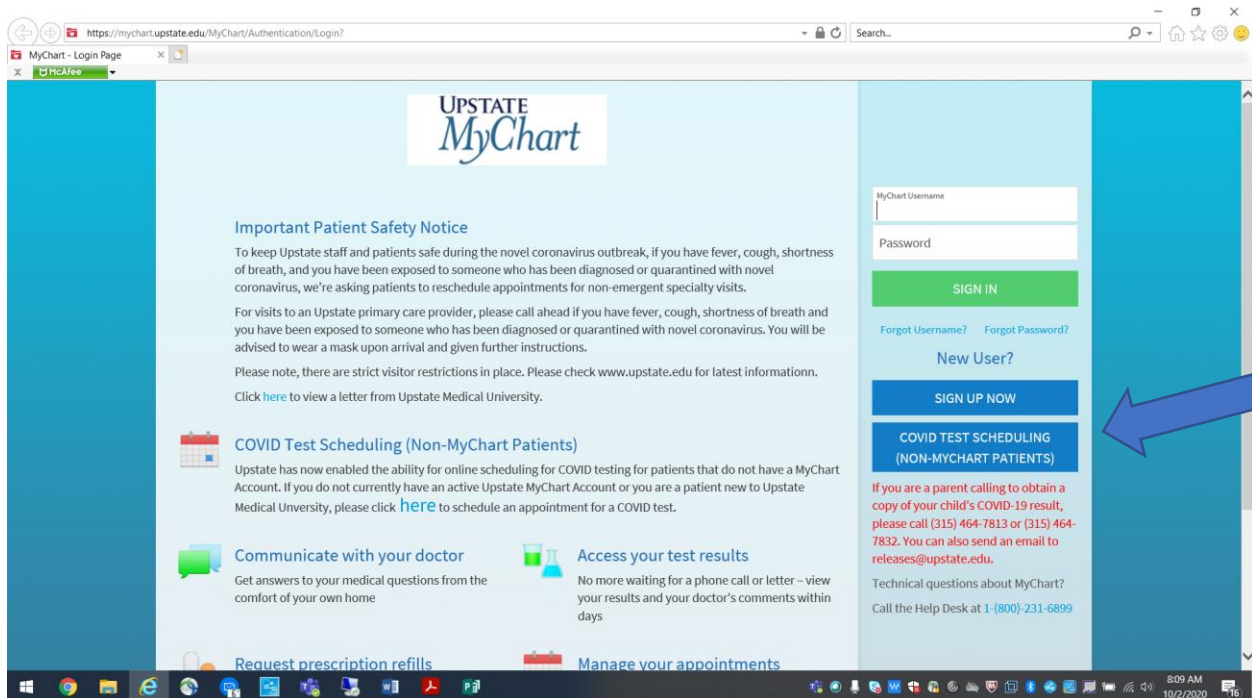 https://mychart.upstate.edu/MyChart/Authentication/Login?
Search...
MyChart - Login Page
x McAfee
UPSTATE
MyChart
Important Patient Safety Notice
To keep Upstate staff and patients safe during the novel coronavirus outbreak, if you have fever, cough, shortness
of breath, and you have been exposed to someone who has been diagnosed or quarantined with novel
coronavirus, we're asking patients to reschedule appointments for non-emergent specialty visits.
For visits to an Upstate primary care provider, please call ahead if you have fever, cough, shortness of breath and
you have been exposed to someone who has been diagnosed or quarantined with novel coronavirus. You will be
advised to wear a mask upon arrival and given further instructions.
Please note, there are strict visitor restrictions in place. Please check www.upstate.edu for latest informationn.
Click here to view a letter from Upstate Medical University.
COVID Test Scheduling (Non-MyChart Patients)
Upstate has now enabled the ability for online scheduling for COVID testing for patients that do not have a MyChart
Account. If you do not currently have an active Upstate MyChart Account or you are a patient new to Upstate
Medical Unversity, please click here to schedule an appointment for a COVID test.
Communicate with your doctor
Get answers to your medical questions from the
comfort of your own home
Access your test results
No more waiting for a phone call or letter – view
your results and your doctor's comments within
days
Request prescription refills
Manage your appointments
MyChart Username
Password
SIGN IN
Forgot Username? Forgot Password?
New User?
SIGN UP NOW
COVID TEST SCHEDULING
(NON-MYCHART PATIENTS)
If you are a parent calling to obtain a
copy of your child's COVID-19 result,
please call (315) 464-7813 or (315) 464-
7832. You can also send an email to
releases@upstate.edu.
Technical questions about MyChart?
Call the Help Desk at 1-(800)-231-6899
8:09 AM
10/2/2020
16